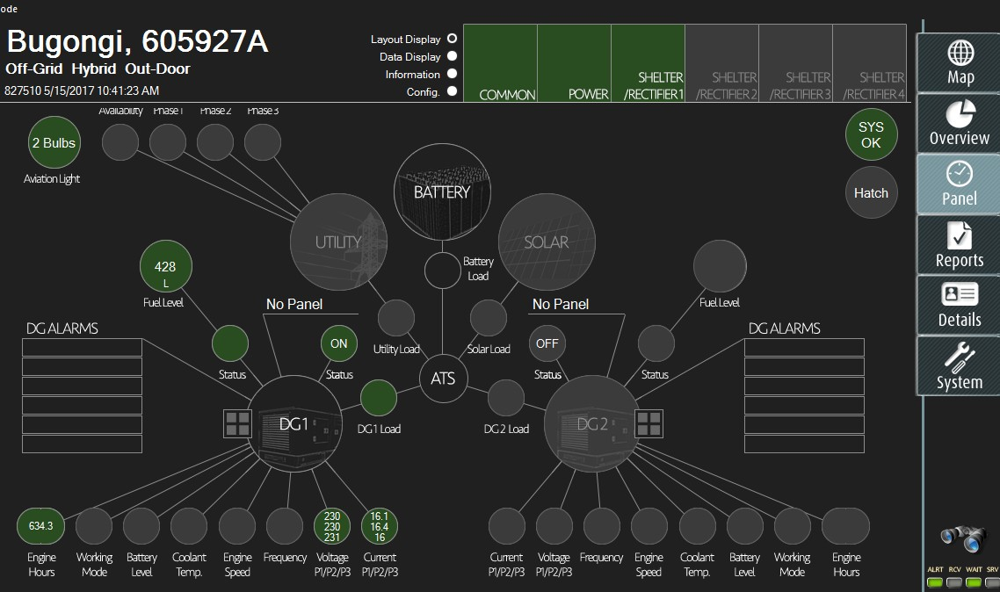 ode
Bugongi, 605927A
Off-Grid Hybrid Out-Door
827510 5/15/2017 10:41:23 AM
Layout Display
Data Display
Information
Config.
COMMON
POWER
SHELTER
/RECTIFIER1
SHELTER
/RECTIFIER2
SHELTER
/RECTIFIER3
SHELTER
/RECTIFIER4
Map
Overview
Panel
Reports
Details
System
2 Bulbs
Aviation Light
Availability
Phase 1
Phase 2
Phase 3
SYS
OK
Hatch
UTILITY
BATTERY
SOLAR
Battery
Load
428
L
Fuel Level
Fuel Level
No Panel
No Panel
DG ALARMS
ON
Status
Status
Utility Load
Solar Load
OFF
Status
Status
DG ALARMS
ATS
DG1
DG1 Load
DG2 Load
DG2
634.3
230
230
231
16.1
16.4
16
Engine
Hours
Working
Mode
Battery
Level
Coolant
Temp.
Engine
Speed
Frequency
Voltage
P1/P2/P3
Current
P1/P2/P3
Current
P1/P2/P3
Voltage
P1/P2/P3
Frequency
Engine
Speed
Coolant
Temp.
Battery
Level
Working
Mode
Engine
Hours
ALRT RCV WAIT SRV